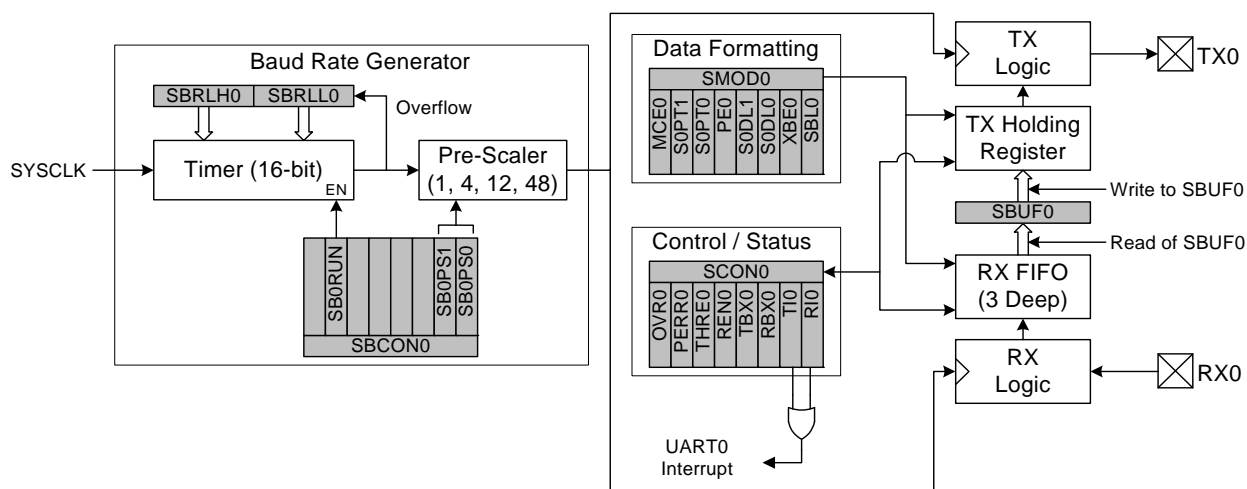 Baud Rate Generator
SBRLH0 SBRLL0
Overflow
SYSCLK
Timer (16-bit)
EN
Pre-Scaler
(1, 4, 12, 48)
SB0RUN
SB0PS1
SB0PS0
SBCON0
Data Formatting
SMOD0
MCE0
S0PT1
S0PT0
PE0
S0DL1
S0DL0
XBE0
SBL0
Control / Status
SCON0
OVR0
PERR0
THRE0
REN0
TBX0
RBX0
TI0
RI0
UART0
Interrupt
TX
Logic
TX0
TX Holding
Register
Write to SBUF0
SBUF0
Read of SBUF0
RX FIFO
(3 Deep)
RX
Logic
RX0